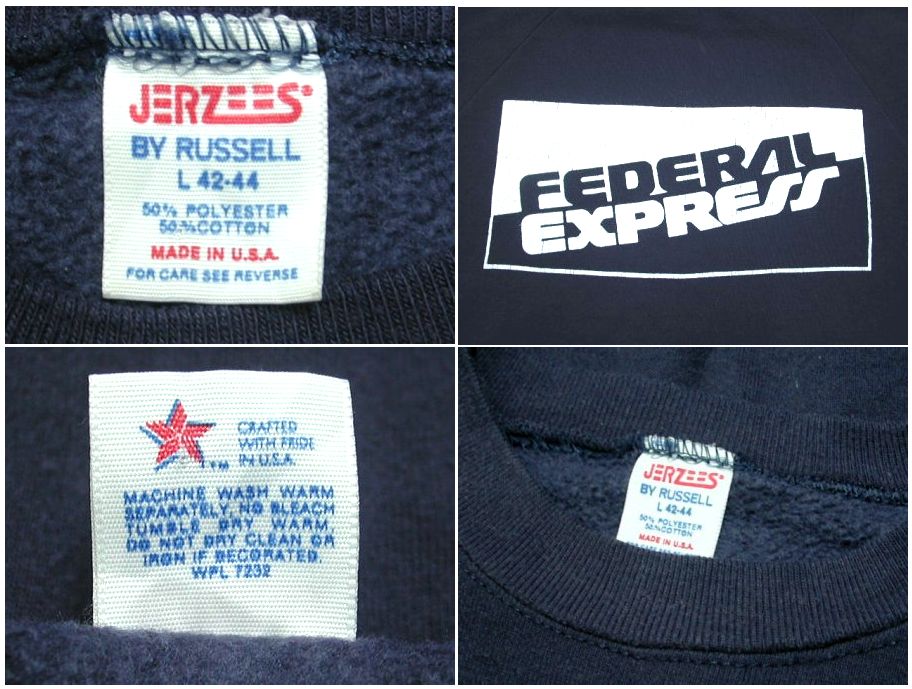 JERZEES®
BY RUSSELL
L 42-44
50% POLYESTER
50%COTTON
MADE IN U.S.A.
FOR CARE SEE REVERSE
FEDERAL
EXPRESS
CRAFTED
WITH PRIDE
IN U.S.A.
TM
MACHINE WASH WARM
SEPARATELY, NO BLEACH
TUMBLE DRY WARM.
DO NOT DRY CLEAN OR
IRON IF DECORATED.
WPL 7232
JERZEES®
BY RUSSELL
L 42-44
50% POLYESTER
50%COTTON
MADE IN U.S.A.